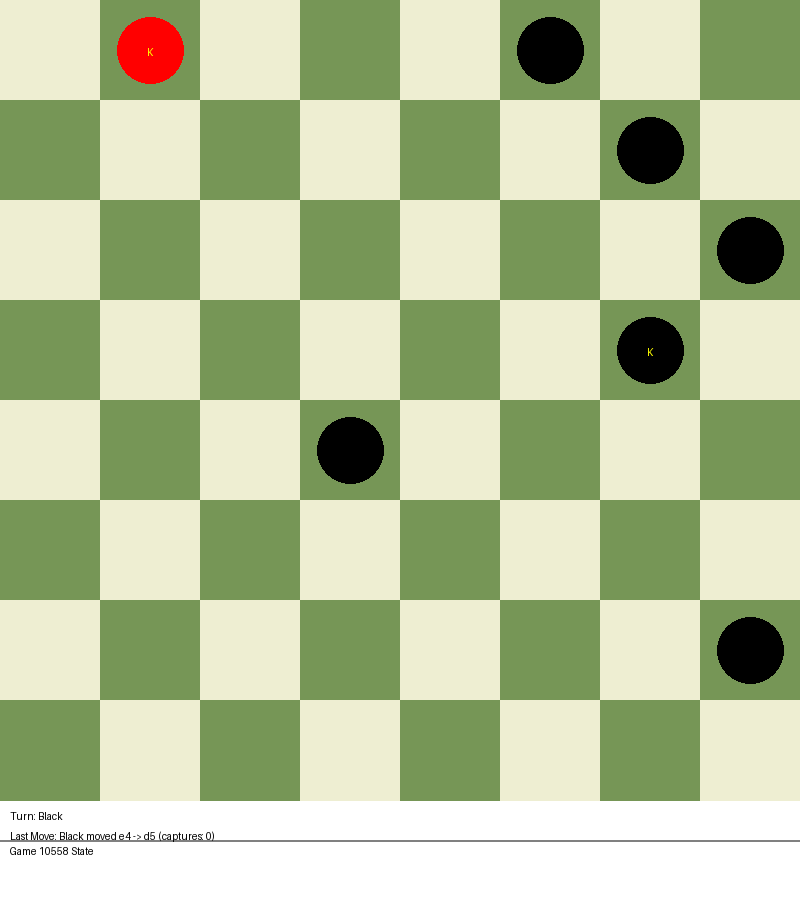 K
K
Turn: Black
Last Move: Black moved e4 -> d5 (captures: 0)
Game 10558 State